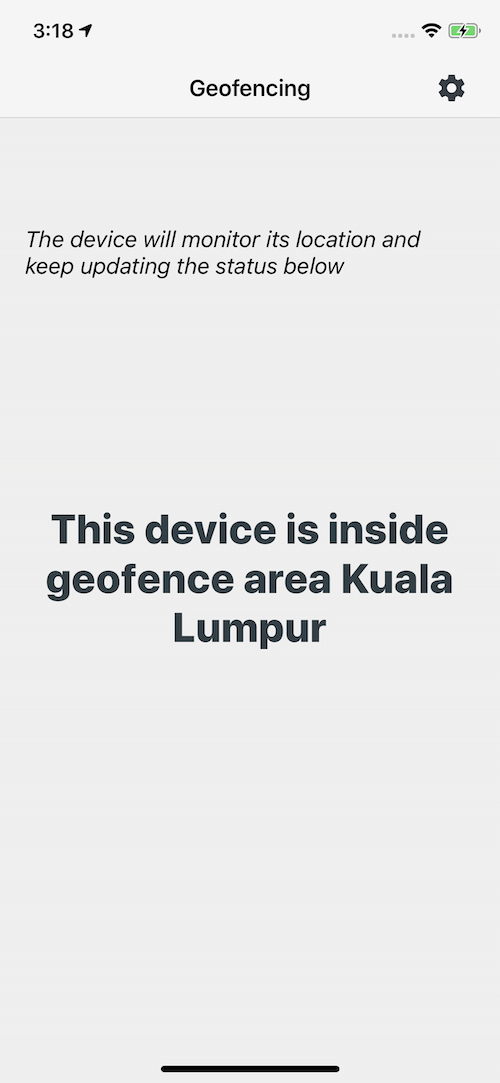 3:18
Geofencing
The device will monitor its location and
keep updating the status below
This device is inside
geofence area Kuala
Lumpur